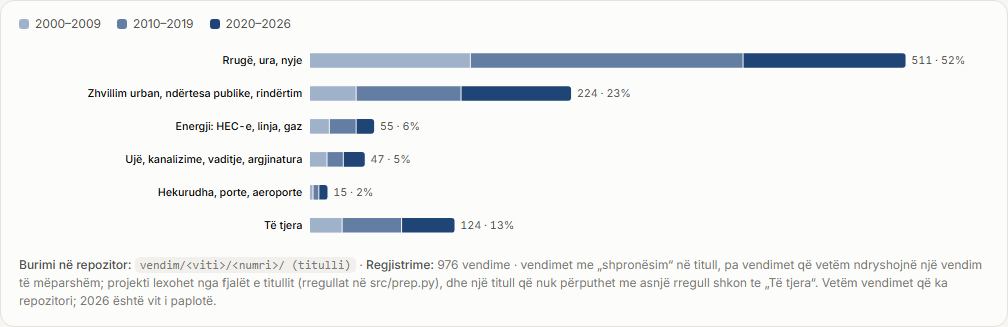 2000–2009 2010–2019 2020–2026
Rrugë, ura, nyje 511 · 52%
Zhvillim urban, ndërtesa publike, rindërtim 224 · 23%
Energji: HEC-e, linja, gaz 55 · 6%
Ujë, kanalizime, vaditje, argjinatura 47 · 5%
Hekurudha, porte, aeroporte 15 · 2%
Të tjera 124 · 13%
Burimi në repozitor: vendim/<viti>/<numri>/ (titulli) · Regjistrime: 976 vendime · vendimet me „shpronësim“ në titull, pa vendimet që vetëm ndryshojnë një vendim
të mëparshëm; projekti lexohet nga fjalët e titullit (rregullat në src/prep.py), dhe një titull që nuk përputhet me asnjë rregull shkon te „Të tjera“. Vetëm vendimet që ka
repozitori; 2026 është vit i paplotë.